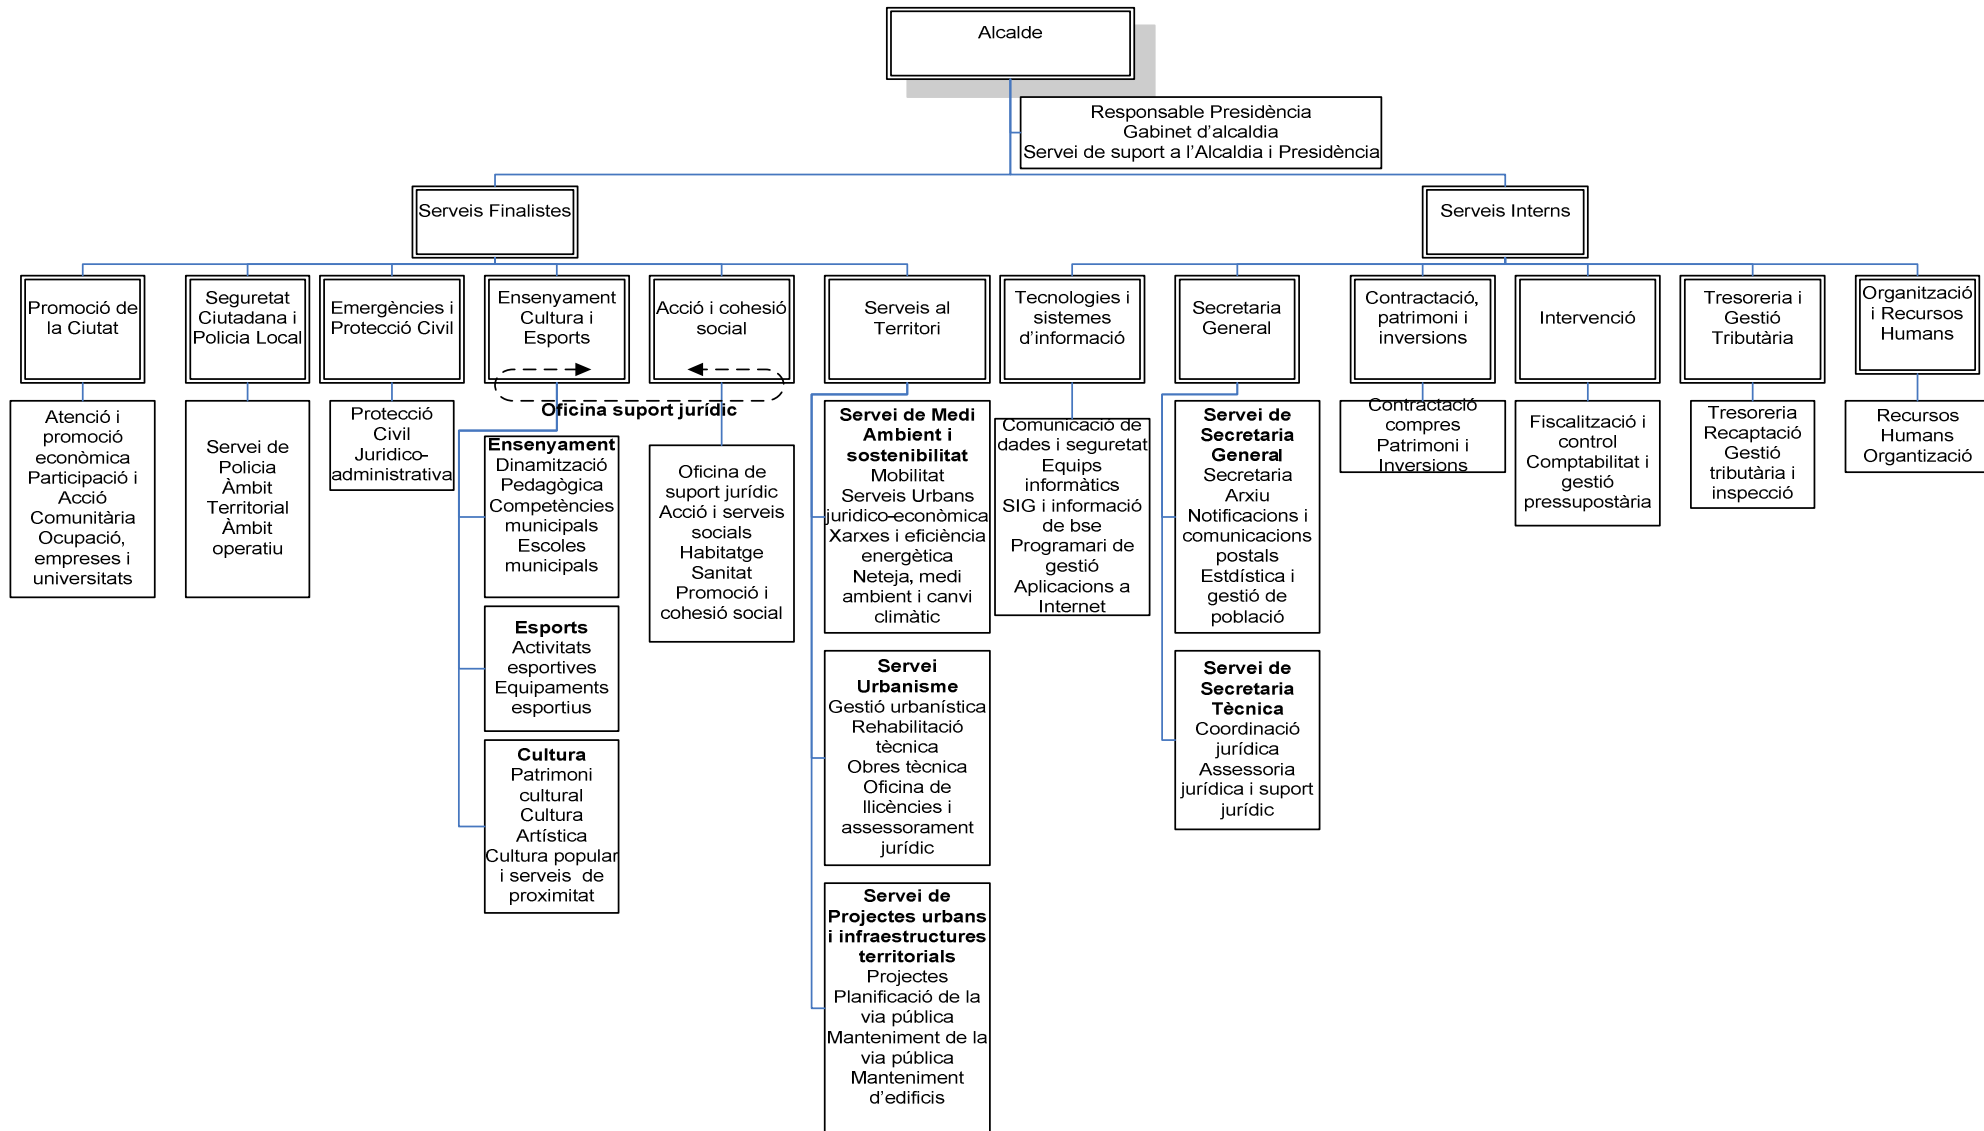 Alcalde
Responsable Presidència
Gabinet d’alcaldia
Servei de suport a l’Alcaldia i Presidència
Serveis Finalistes
Serveis Interns
Promoció de
la Ciutat
Seguretat
Ciutadana i
Policia Local
Emergències i
Protecció Civil
Ensenyament
Cultura i
Esports
Acció i cohesió
social
Serveis al
Territori
Tecnologies i
sistemes
d’informació
Secretaria
General
Contractació,
patrimoni i
inversions
Intervenció
Tresoreria i
Gestió
Tributària
Organització
i Recursos
Humans
Oficina suport jurídic
Atenció i
promoció
econòmica
Participació i
Acció
Comunitària
Ocupació,
empreses i
universitats
Servei de
Policia
Àmbit
Territorial
Àmbit
operatiu
Protecció
Civil
Juridico-
administrativa
Ensenyament
Dinamització
Pedagògica
Competències
municipals
Escoles
municipals
Esports
Activitats
esportives
Equipaments
esportius
Cultura
Patrimoni
cultural
Cultura
Artística
Cultura popular
i serveis de
proximitat
Oficina de
suport jurídic
Acció i serveis
socials
Habitatge
Sanitat
Promoció i
cohesió social
Servei de Medi
Ambient i
sostenibilitat
Mobilitat
Serveis Urbans
juridico-econòmica
Xarxes i eficiència
energètica
Neteja, medi
ambient i canvi
climàtic
Servei
Urbanisme
Gestió urbanística
Rehabilitació
tècnica
Obres tècnica
Oficina de
llicències i
assessorament
jurídic
Servei de
Projectes urbans
i infraestructures
territorials
Projectes
Planificació de la
via pública
Manteniment de la
via pública
Manteniment
d’edificis
Comunicació de
dades i seguretat
Equips
informàtics
SIG i informació
de bse
Programari de
gestió
Aplicacions a
Internet
Servei de
Secretaria
General
Secretaria
Arxiu
Notificacions i
comunicacions
postals
Estdística i
gestió de
població
Servei de
Secretaria
Tècnica
Coordinació
jurídica
Assessoria
jurídica i suport
jurídic
Contractació
compres
Patrimoni i
Inversions
Fiscalització i
control
Comptabilitat i
gestió
pressupostària
Tresoreria
Recaptació
Gestió
tributària i
inspecció
Recursos
Humans
Organtizació